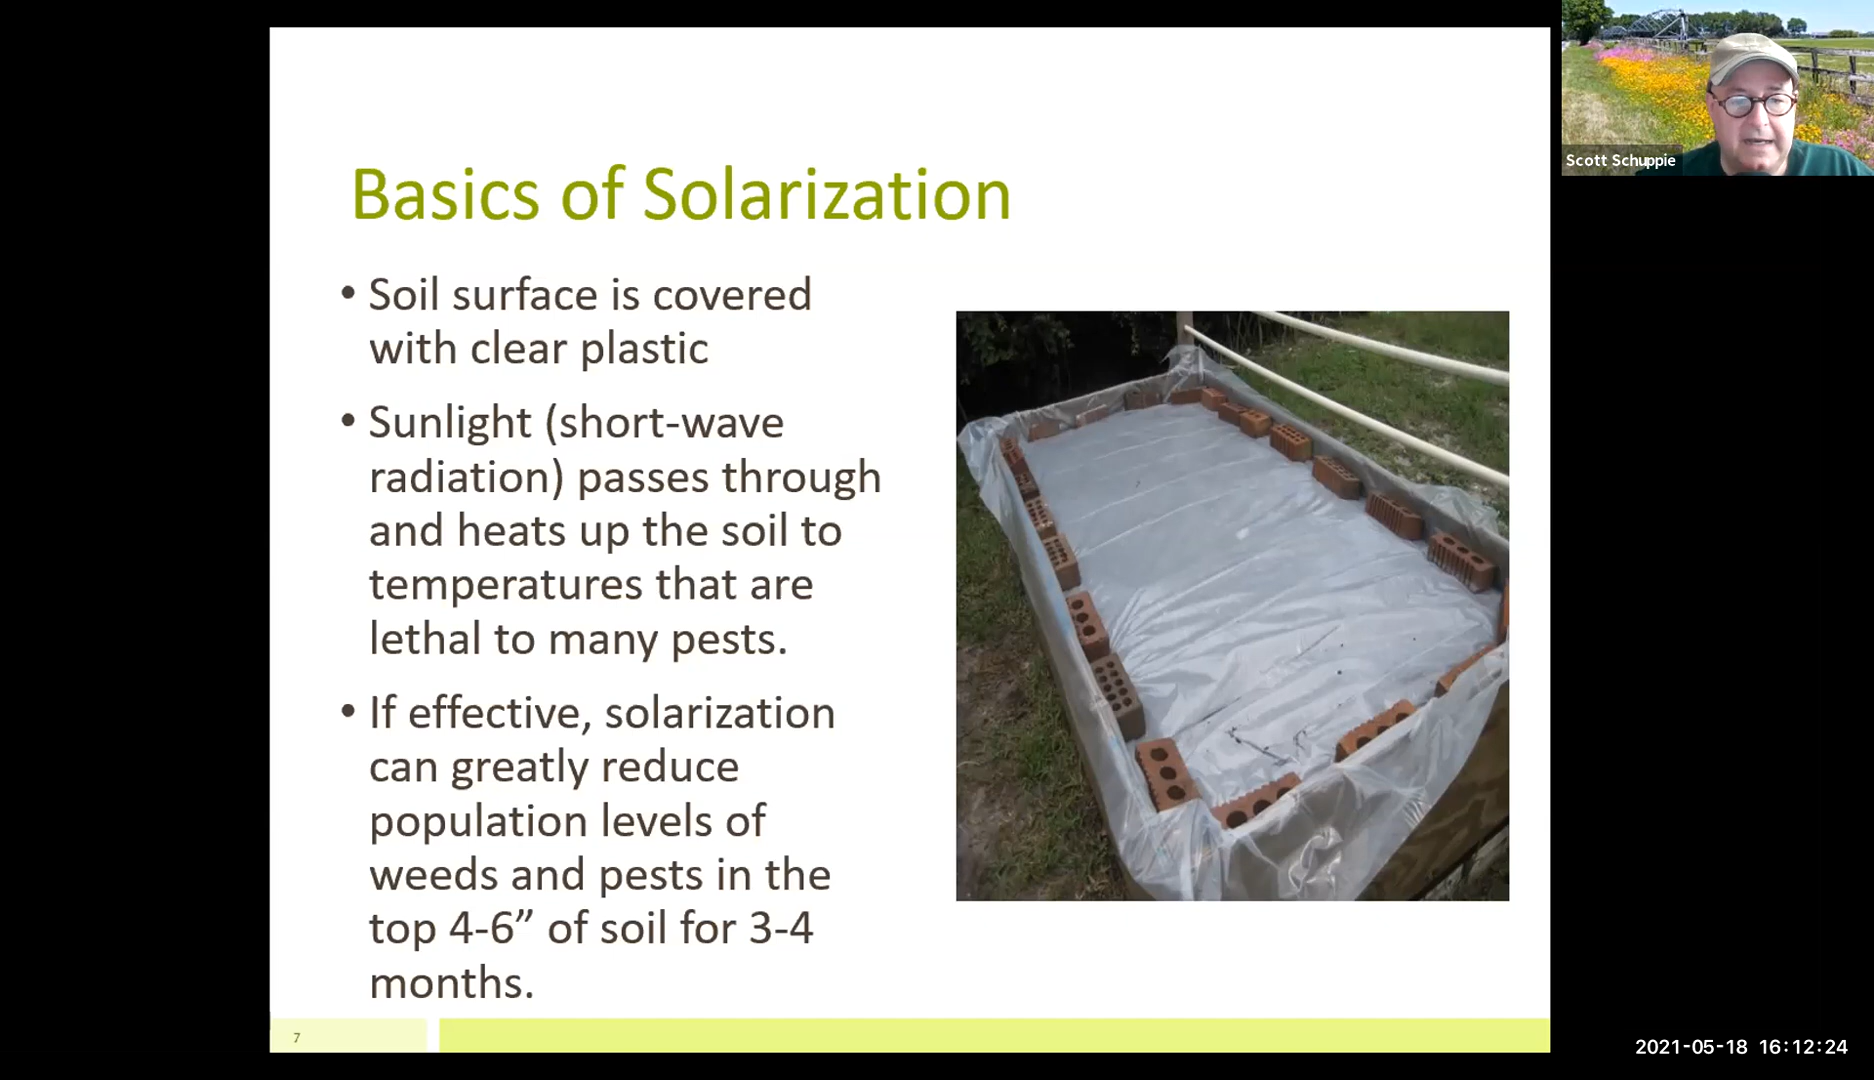 Basics of Solarization
• Soil surface is covered
with clear plastic
• Sunlight (short-wave
radiation) passes through
and heats up the soil to
temperatures that are
lethal to many pests.
• If effective, solarization
can greatly reduce
population levels of
weeds and pests in the
top 4-6” of soil for 3-4
months.
7
Scott Schuppie
2021-05-18 16:12:24